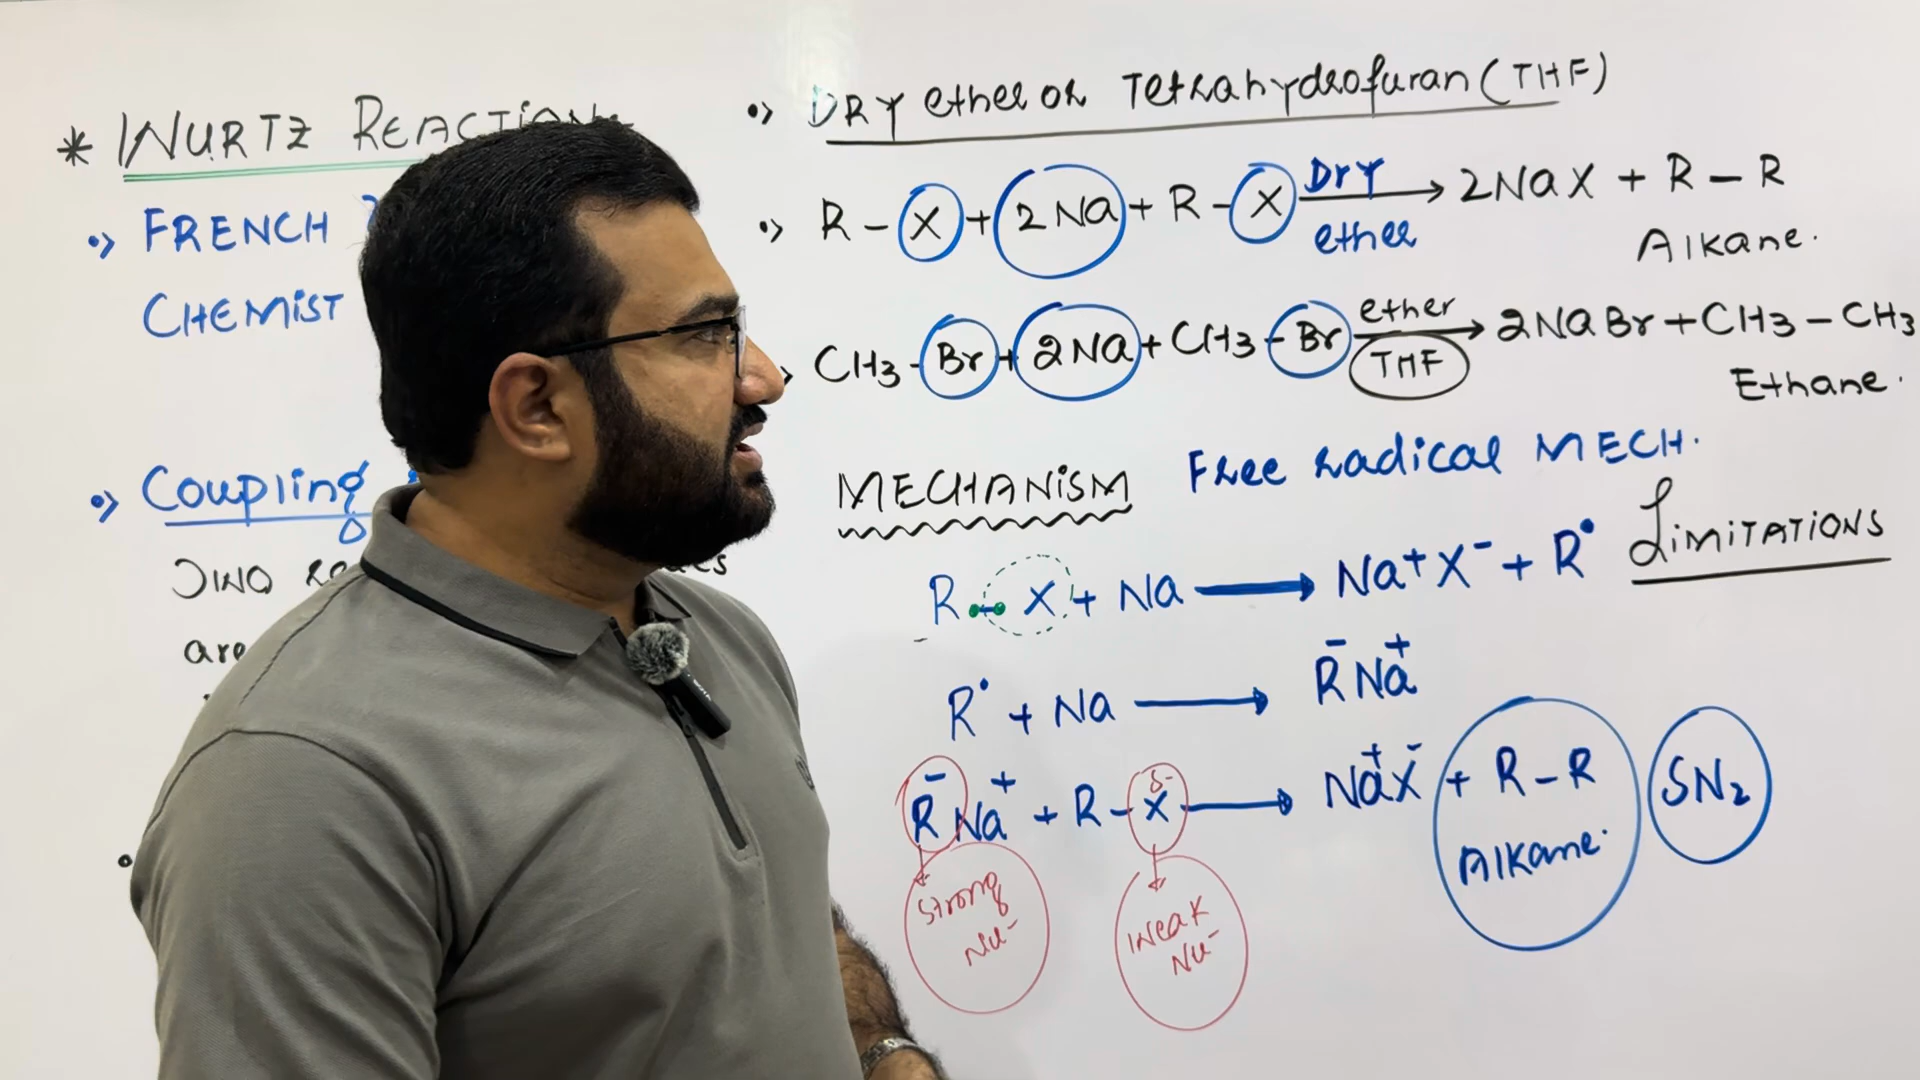 * WURTZ REACTION:
•> FRENCH
CHEMIST
•> Coupling
JINO
are
•> DRY ether or Tetrahydrofuran (THF)
•> R - X + 2Na + R - X Dry ether → 2NaX + R - R
Alkane.
CH3 - Br + 2Na + CH3 - Br ether THF → 2NaBr + CH3 - CH3
Ethane.
MECHANISM Free radical MECH.
LIMITATIONS
R - X + Na → Na⁺X⁻ + R•
R• + Na → R⁻Na⁺
R⁻Na⁺ + R - X δ- → Na⁺X⁻ + R - R SN2
Alkane.
Strong Nu⁻
Weak Nu⁻